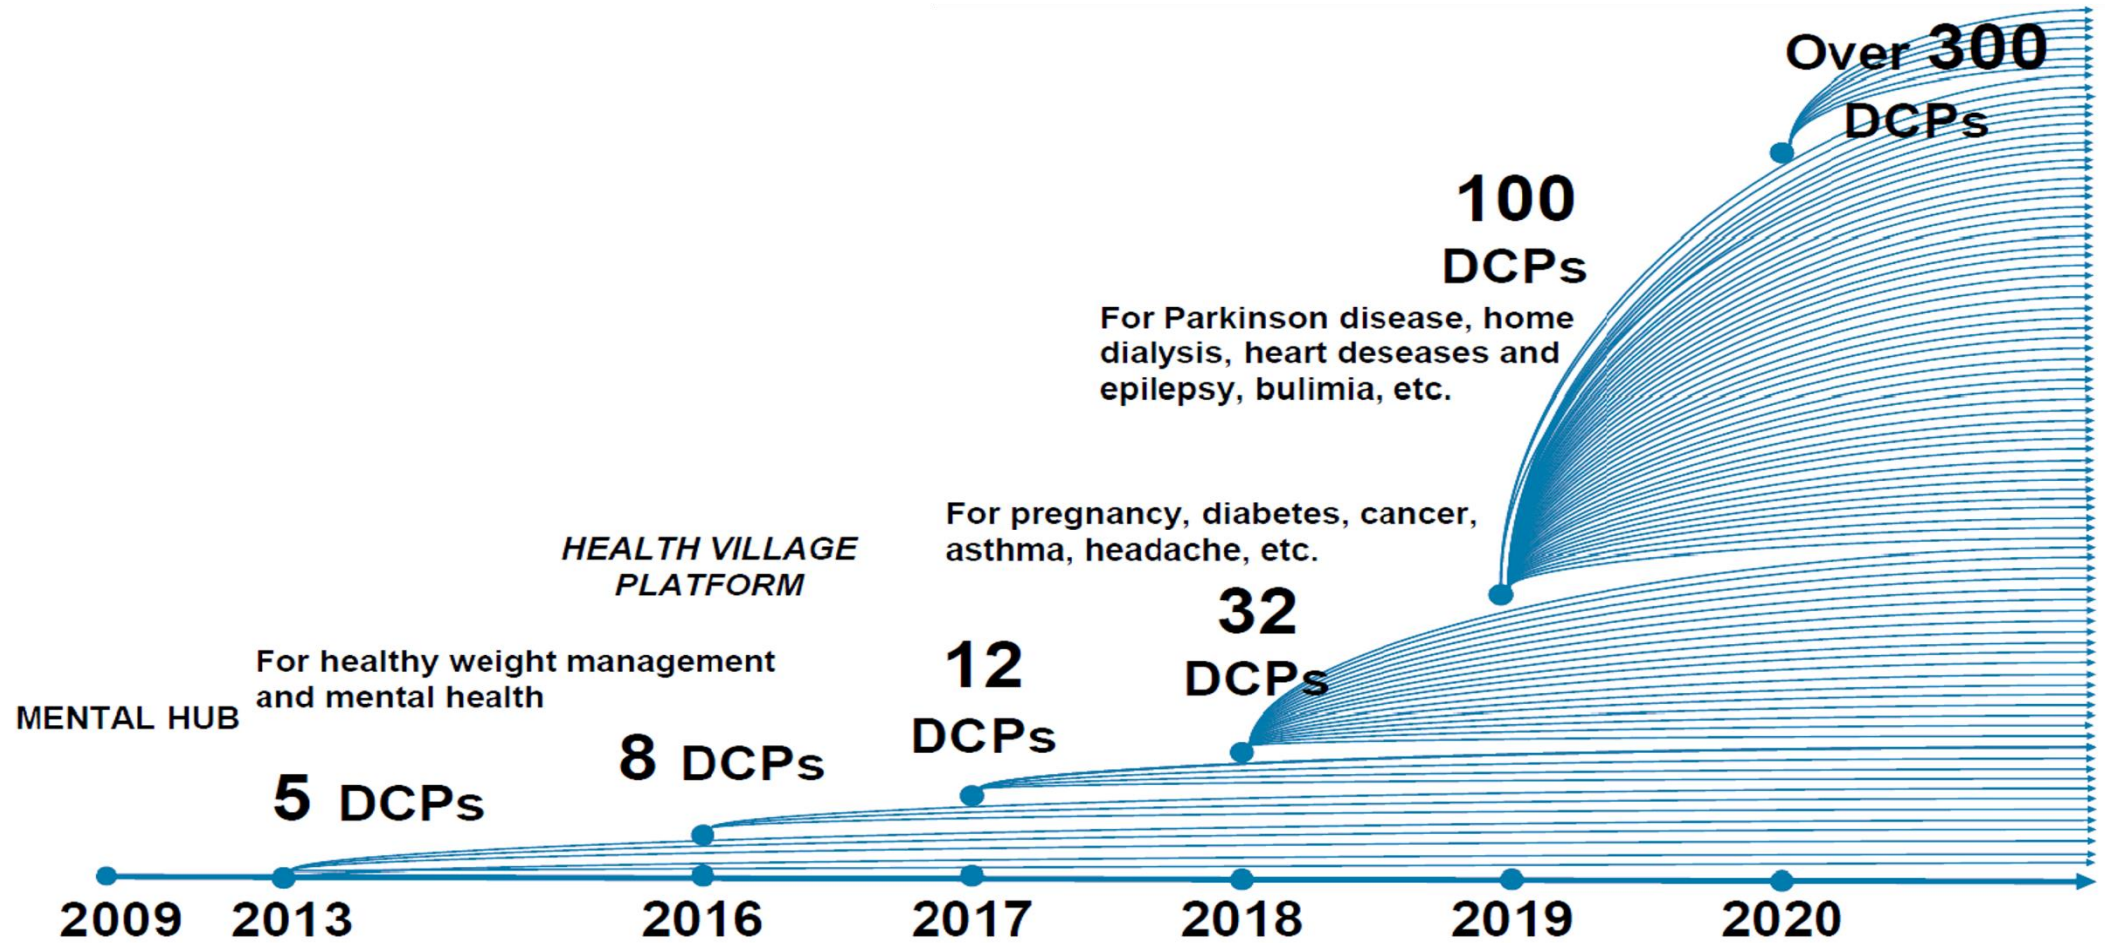 Over 300
DCPs
100
DCPs
For Parkinson disease, home
dialysis, heart deseases and
epilepsy, bulimia, etc.
For pregnancy, diabetes, cancer,
asthma, headache, etc.
HEALTH VILLAGE
PLATFORM
32
DCPs
12
DCPs
For healthy weight management
and mental health
MENTAL HUB
8 DCPs
5 DCPs
2009 2013 2016 2017 2018 2019 2020